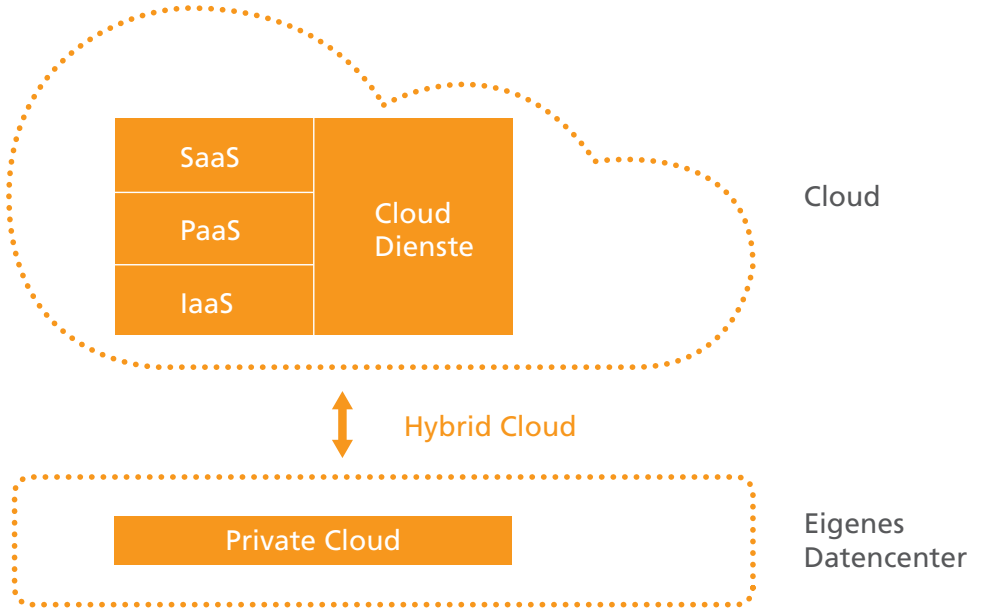 SaaS
PaaS
IaaS
Cloud
Dienste
Cloud
Hybrid Cloud
Private Cloud
Eigenes
Datencenter